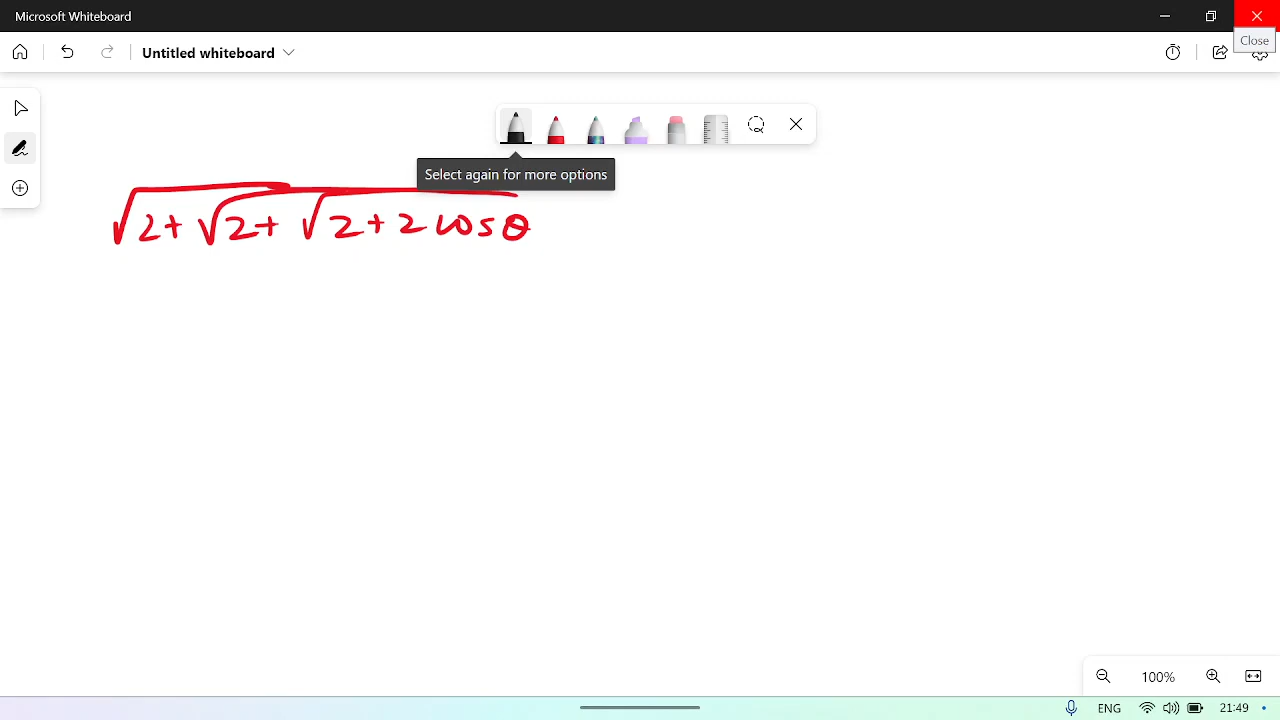 Microsoft Whiteboard
Close
Untitled whiteboard
Select again for more options
√2+√2+√2+2cosθ
100%
ENG
21:49